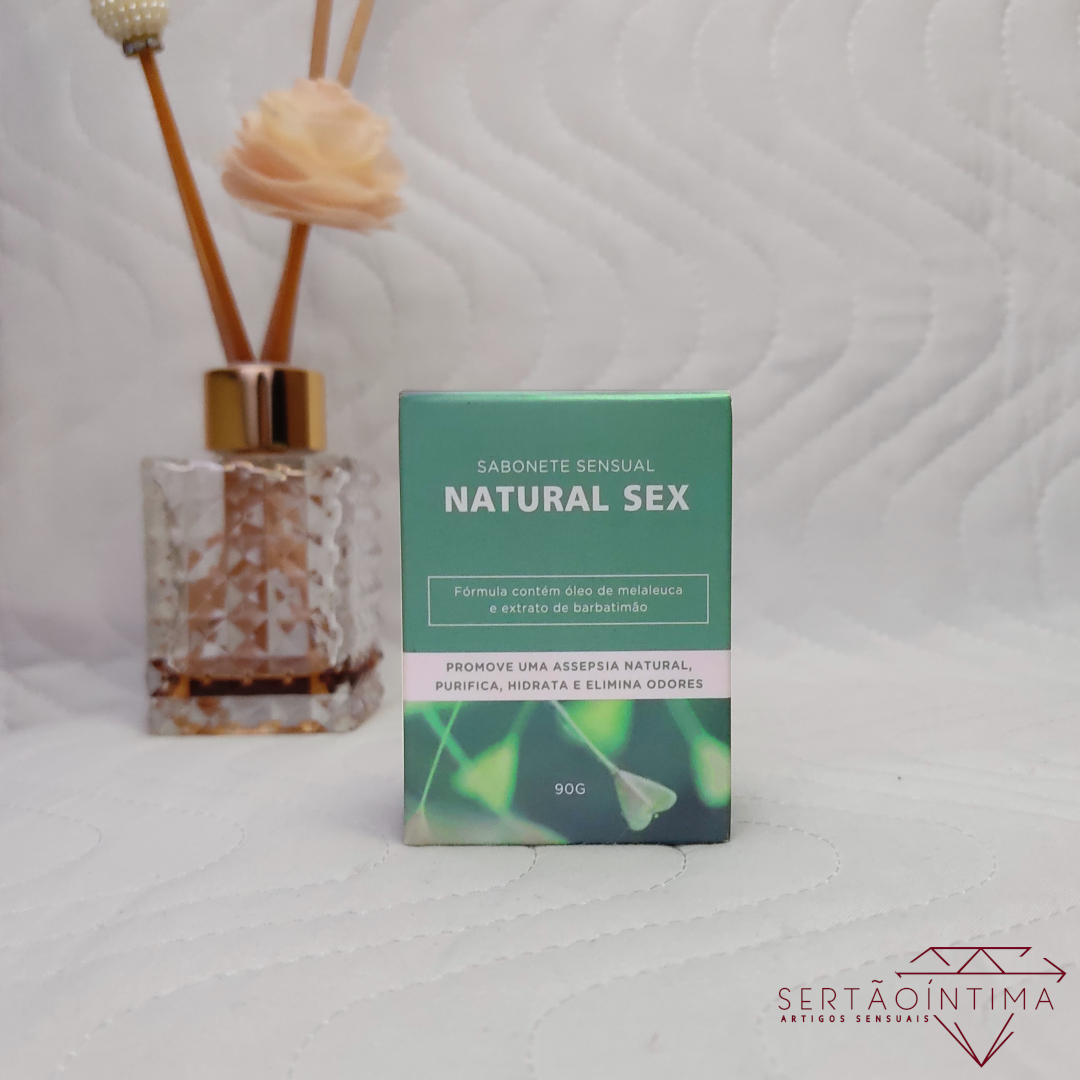 SABONETE SENSUAL
NATURAL SEX
Fórmula contém óleo de melaleuca
e extrato de barbatimão
PROMOVE UMA ASSEPSIA NATURAL,
PURIFICA, HIDRATA E ELIMINA ODORES
90G
SERTÃOÍNTIMA
ARTIGOS SENSUAIS